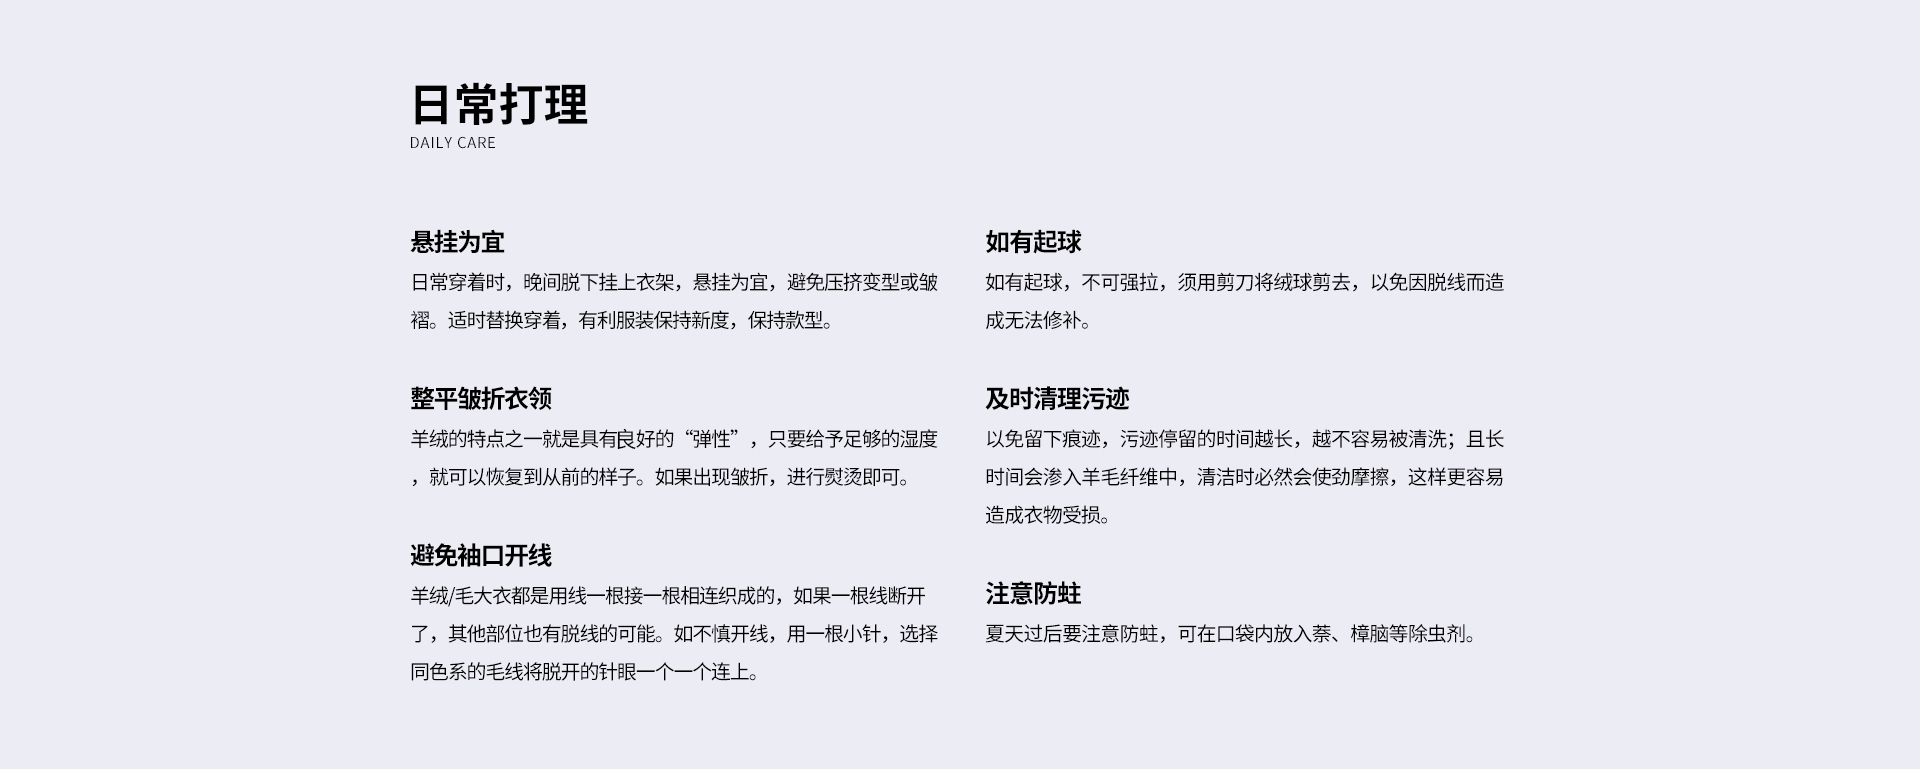 日常打理
DAILY CARE
悬挂为宜
日常穿着时，晚间脱下挂上衣架，悬挂为宜，避免压挤变型或皱
褶。适时替换穿着，有利服装保持新度，保持款型。
整平皱折衣领
羊绒的特点之一就是具有良好的“弹性”，只要给予足够的湿度
，就可以恢复到从前的样子。如果出现皱折，进行熨烫即可。
避免袖口开线
羊绒/毛大衣都是用线一根接一根相连织成的，如果一根线断开
了，其他部位也有脱线的可能。如不慎开线，用一根小针，选择
同色系的毛线将脱开的针眼一个一个连上。
如有起球
如有起球，不可强拉，须用剪刀将绒球剪去，以免因脱线而造
成无法修补。
及时清理污迹
以免留下痕迹，污迹停留的时间越长，越不容易被清洗；且长
时间会渗入羊毛纤维中，清洁时必然会使劲摩擦，这样更容易
造成衣物受损。
注意防蛀
夏天过后要注意防蛀，可在口袋内放入萘、樟脑等除虫剂。